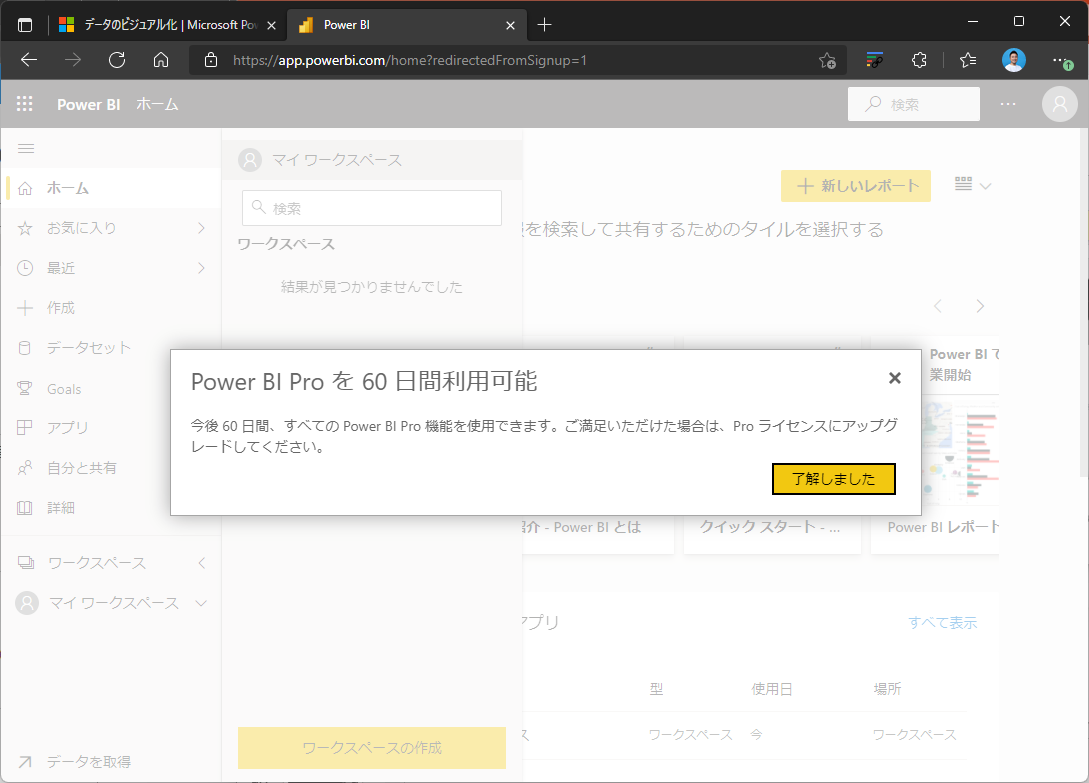 データのビジュアル化 | Microsoft Po
Power BI
https://app.powerbi.com/home?redirectedFromSignup=1
Power BI ホーム
検索
ホーム
お気に入り
最近
作成
データセット
Goals
アプリ
自分と共有
詳細
ワークスペース
マイ ワークスペース
データを取得
マイ ワークスペース
検索
ワークスペース
結果が見つかりませんでした
ワークスペースの作成
新しいレポート
を検索して共有するためのタイルを選択する
Power BI で
業開始
Power BI Pro を 60 日間利用可能
今後 60 日間、すべての Power BI Pro 機能を使用できます。ご満足いただけた場合は、Pro ライセンスにアップグ
レードしてください。
了解しました
介 - Power BI とは
クイック スタート - ...
Power BI レポート
アプリ
すべて表示
型 使用日 場所
ス ワークスペース 今 ワークスペース